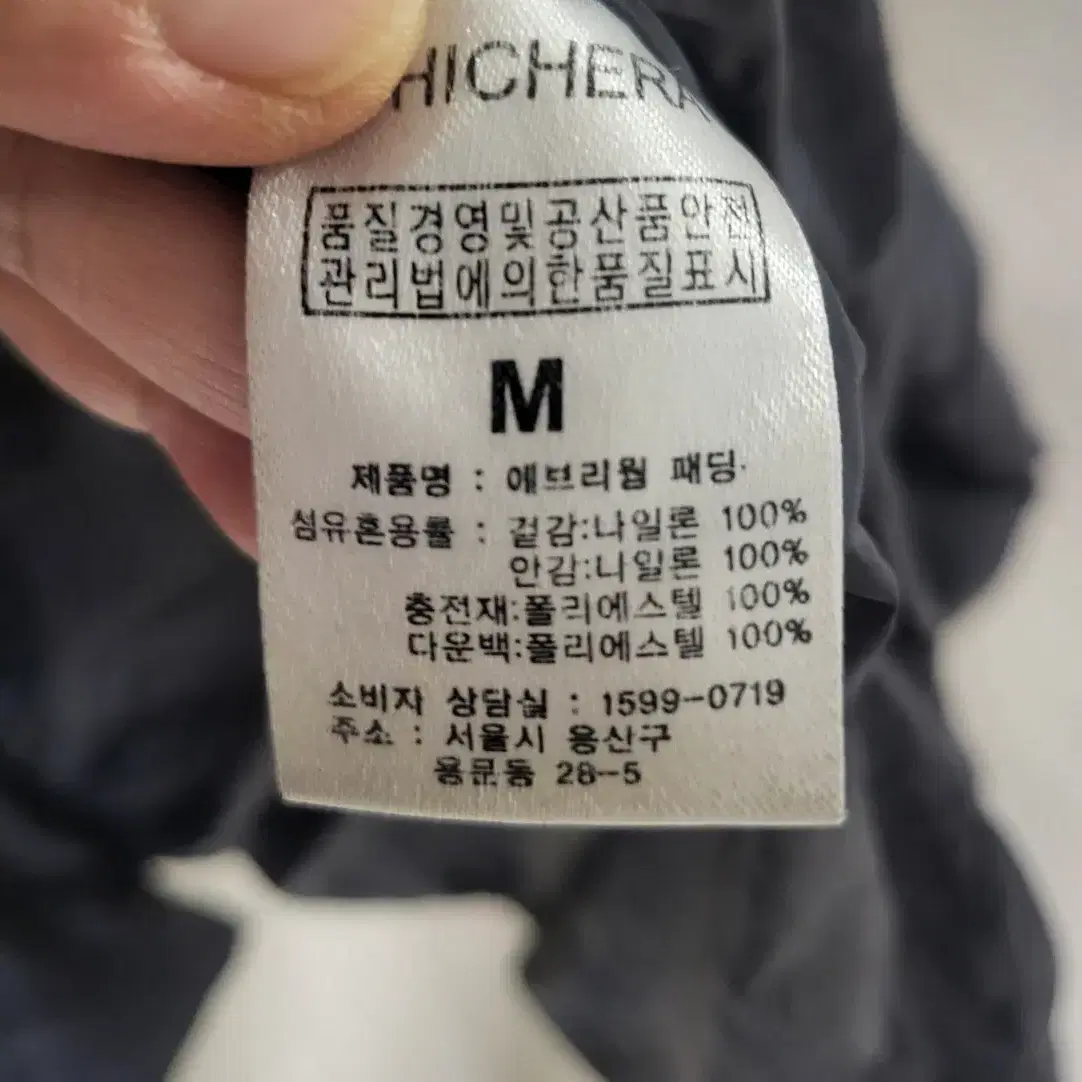 HICHER
품질경영및공산품안전
관리법에의한품질표시
M
제품명 : 에브리웜 패딩
섬유혼용률 : 겉감:나일론 100%
안감:나일론 100%
충전재:폴리에스텔 100%
다운백:폴리에스텔 100%
소비자 상담실 : 1599-0719
주소 : 서울시 용산구
용문동 28-5